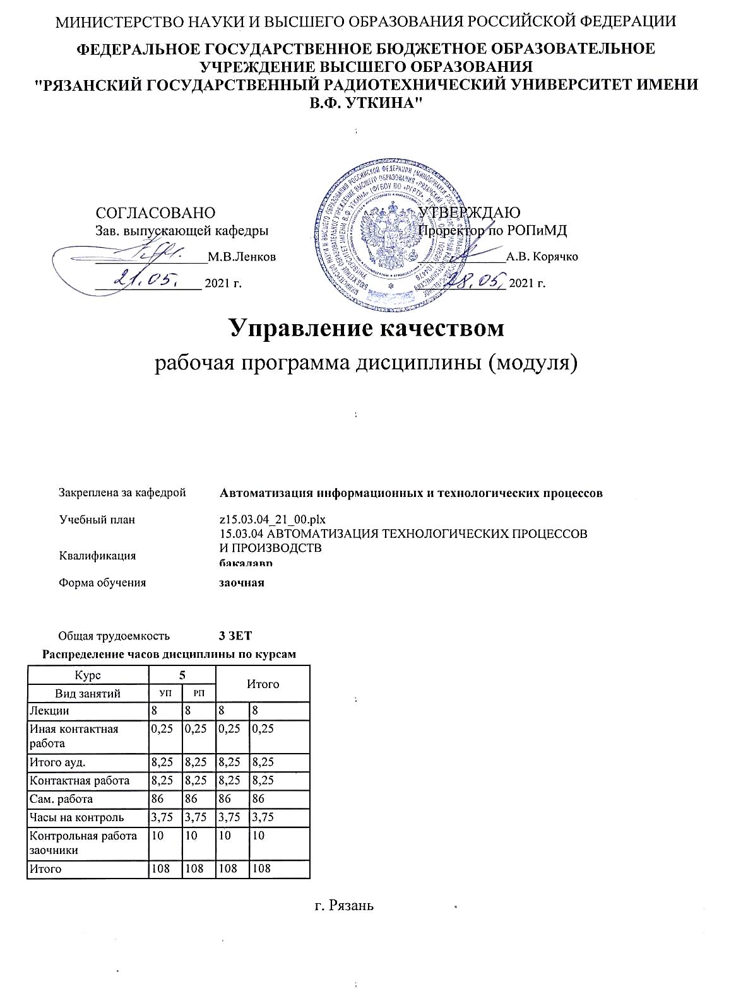 МИНИСТЕРСТВО НАУКИ И ВЫСШЕГО ОБРАЗОВАНИЯ РОССИЙСКОЙ ФЕДЕРАЦИИ
ФЕДЕРАЛЬНОЕ ГОСУДАРСТВЕННОЕ БЮДЖЕТНОЕ ОБРАЗОВАТЕЛЬНОЕ
УЧРЕЖДЕНИЕ ВЫСШЕГО ОБРАЗОВАНИЯ
"РЯЗАНСКИЙ ГОСУДАРСТВЕННЫЙ РАДИОТЕХНИЧЕСКИЙ УНИВЕРСИТЕТ ИМЕНИ
В.Ф. УТКИНА"
СОГЛАСОВАНО
Зав. выпускающей кафедры
М.В.Ленков
21.05. 2021 г.
УТВЕРЖДАЮ
Проректор по РОПиМД
А.В. Корячко
28.05. 2021 г.
Управление качеством
рабочая программа дисциплины (модуля)
Закреплена за кафедрой Автоматизация информационных и технологических процессов
Учебный план z15.03.04_21_00.plx
15.03.04 АВТОМАТИЗАЦИЯ ТЕХНОЛОГИЧЕСКИХ ПРОЦЕССОВ
И ПРОИЗВОДСТВ
Квалификация бакалавр
Форма обучения заочная
Общая трудоемкость 3 ЗЕТ
Распределение часов дисциплины по курсам
Курс 5 Итого
Вид занятий УП РП
Лекции 8 8 8 8
Иная контактная
работа 0,25 0,25 0,25 0,25
Итого ауд. 8,25 8,25 8,25 8,25
Контактная работа 8,25 8,25 8,25 8,25
Сам. работа 86 86 86 86
Часы на контроль 3,75 3,75 3,75 3,75
Контрольная работа
заочники 10 10 10 10
Итого 108 108 108 108
г. Рязань